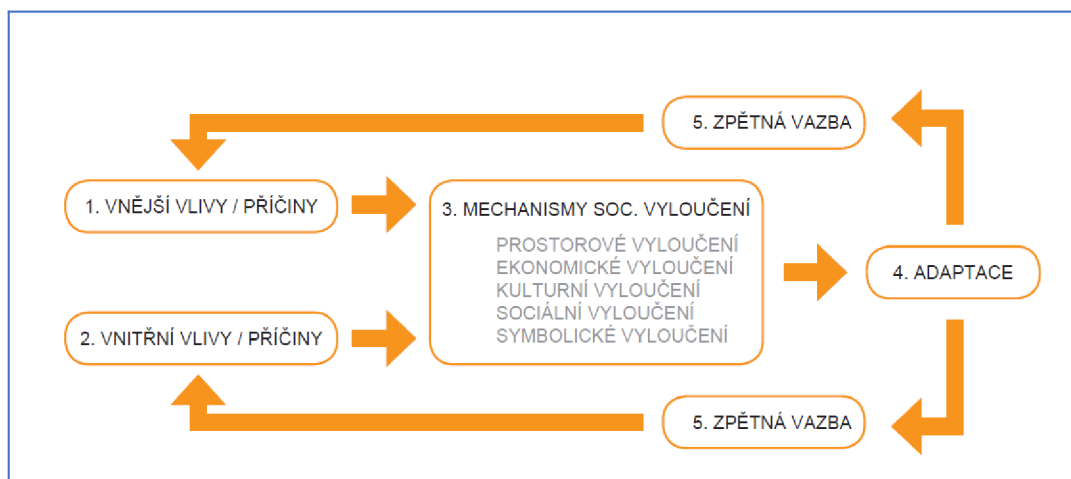 5. ZPĚTNÁ VAZBA
1. VNĚJŠÍ VLIVY / PŘÍČINY
3. MECHANISMY SOC. VYLOUČENÍ
PROSTOROVÉ VYLOUČENÍ
EKONOMICKÉ VYLOUČENÍ
KULTURNÍ VYLOUČENÍ
SOCIÁLNÍ VYLOUČENÍ
SYMBOLICKÉ VYLOUČENÍ
4. ADAPTACE
2. VNITŘNÍ VLIVY / PŘÍČINY
5. ZPĚTNÁ VAZBA